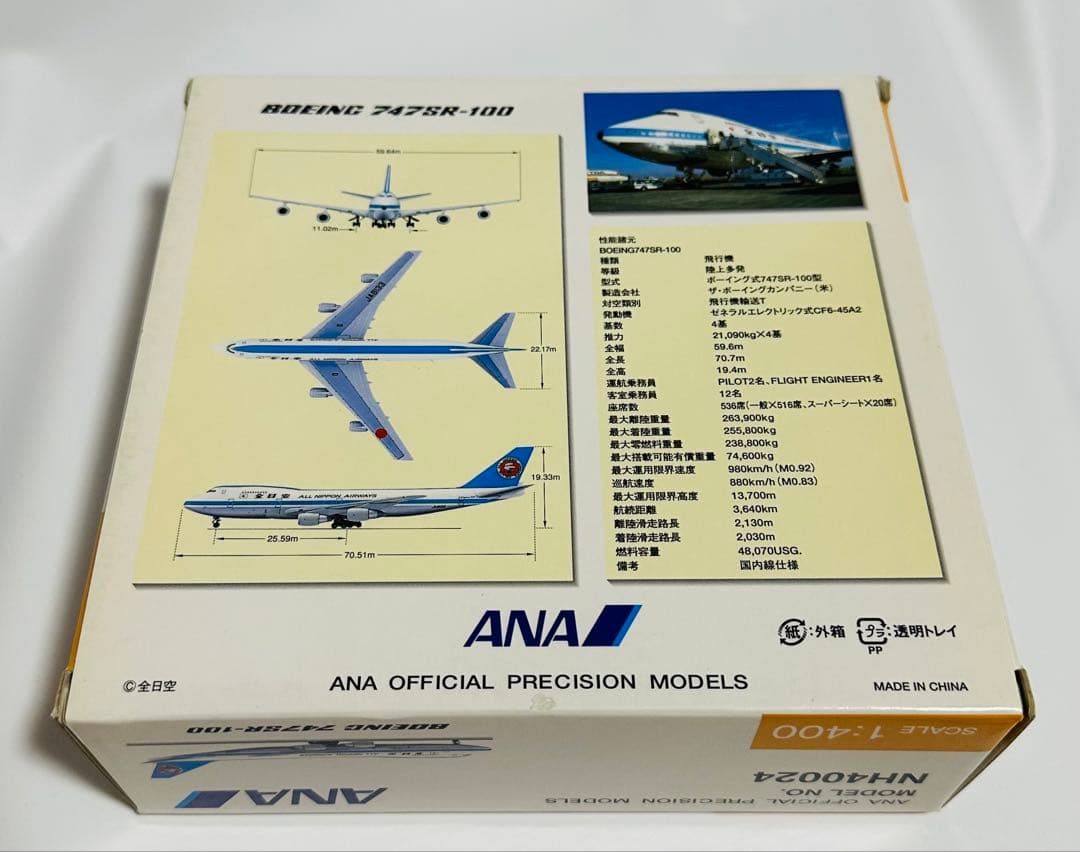 BOEING 747SR-100
59.64m
11.02m
JA8133
22.17m
全日空 ALL NIPPON AIRWAYS
19.33m
25.59m
70.51m
全日空
性能諸元
BOEING747SR-100
種類 飛行機
等級 陸上多発
型式 ボーイング式747SR-100型
製造会社 ザ・ボーイングカンパニー(米)
対空類別 飛行機輸送T
発動機 ゼネラルエレクトリック式CF6-45A2
基数 4基
推力 21,090kg×4基
全幅 59.6m
全長 70.7m
全高 19.4m
運航乗務員 PILOT2名、FLIGHT ENGINEER1名
客室乗務員 12名
座席数 536席(一般×516席、スーパーシート×20席)
最大離陸重量 263,900kg
最大着陸重量 255,800kg
最大零燃料重量 238,800kg
最大搭載可能有償重量 74,600kg
最大運用限界速度 980km/h(M0.92)
巡航速度 880km/h(M0.83)
最大運用限界高度 13,700m
航続距離 3,640km
離陸滑走路長 2,130m
着陸滑走路長 2,030m
燃料容量 48,070USG.
備考 国内線仕様
ANA
紙:外箱 プラ:透明トレイ
PP
©全日空
ANA OFFICIAL PRECISION MODELS
MADE IN CHINA
BOEING 747SR-100
SCALE 1:400
MODEL NO.
NH40024
ANA
ANA OFFICIAL PRECISION MODELS